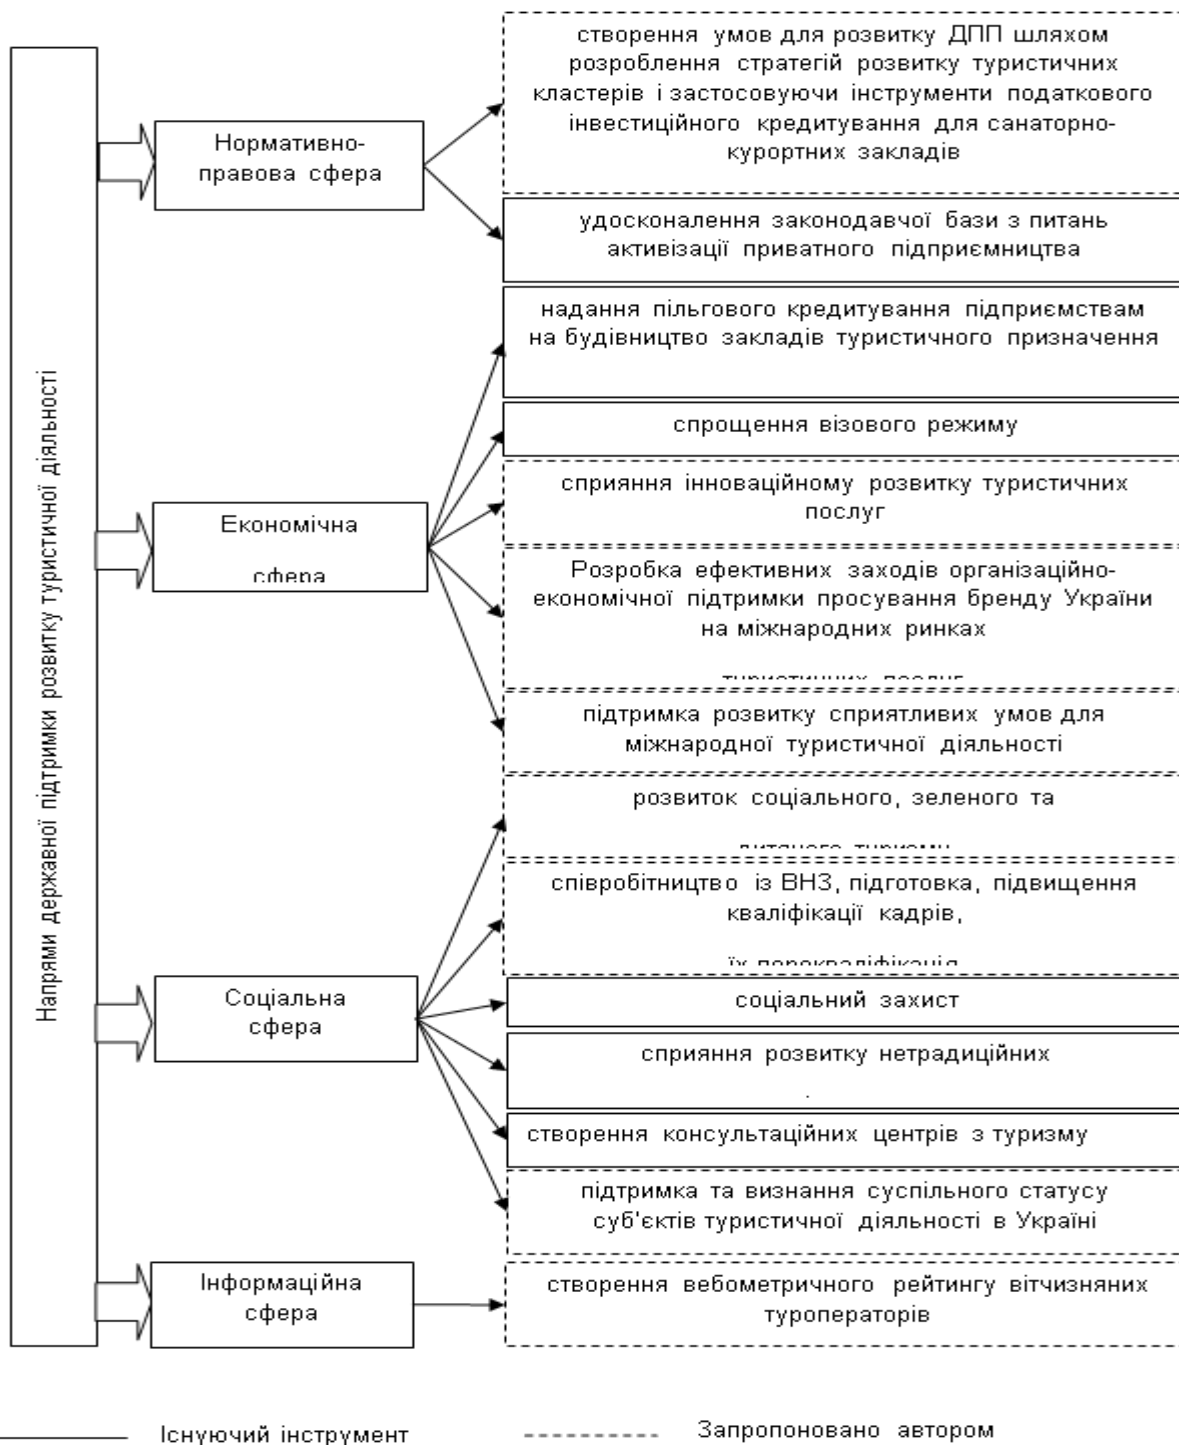 Напрями державної підтримки розвитку туристичної діяльності
Нормативно-
правова сфера
створення умов для розвитку ДПП шляхом
розроблення стратегій розвитку туристичних
кластерів і застосовуючи інструменти податкового
інвестиційного кредитування для санаторно-
курортних закладів
удосконалення законодавчої бази з питань
активізації приватного підприємництва
Економічна
сфера
надання пільгового кредитування підприємствам
на будівництво закладів туристичного призначення
спрощення візового режиму
сприяння інноваційному розвитку туристичних
послуг
Розробка ефективних заходів організаційно-
економічної підтримки просування бренду України
на міжнародних ринках
туристичних послуг
підтримка розвитку сприятливих умов для
міжнародної туристичної діяльності
Соціальна
сфера
розвиток соціального, зеленого та
дитячого туризму
співробітництво із ВНЗ, підготовка, підвищення
кваліфікації кадрів,
їх перекваліфікація
соціальний захист
сприяння розвитку нетрадиційних
створення консультаційних центрів з туризму
підтримка та визнання суспільного статусу
суб'єктів туристичної діяльності в Україні
Інформаційна
сфера
створення вебометричного рейтингу вітчизняних
туроператорів
Існуючий інструмент
Запропоновано автором